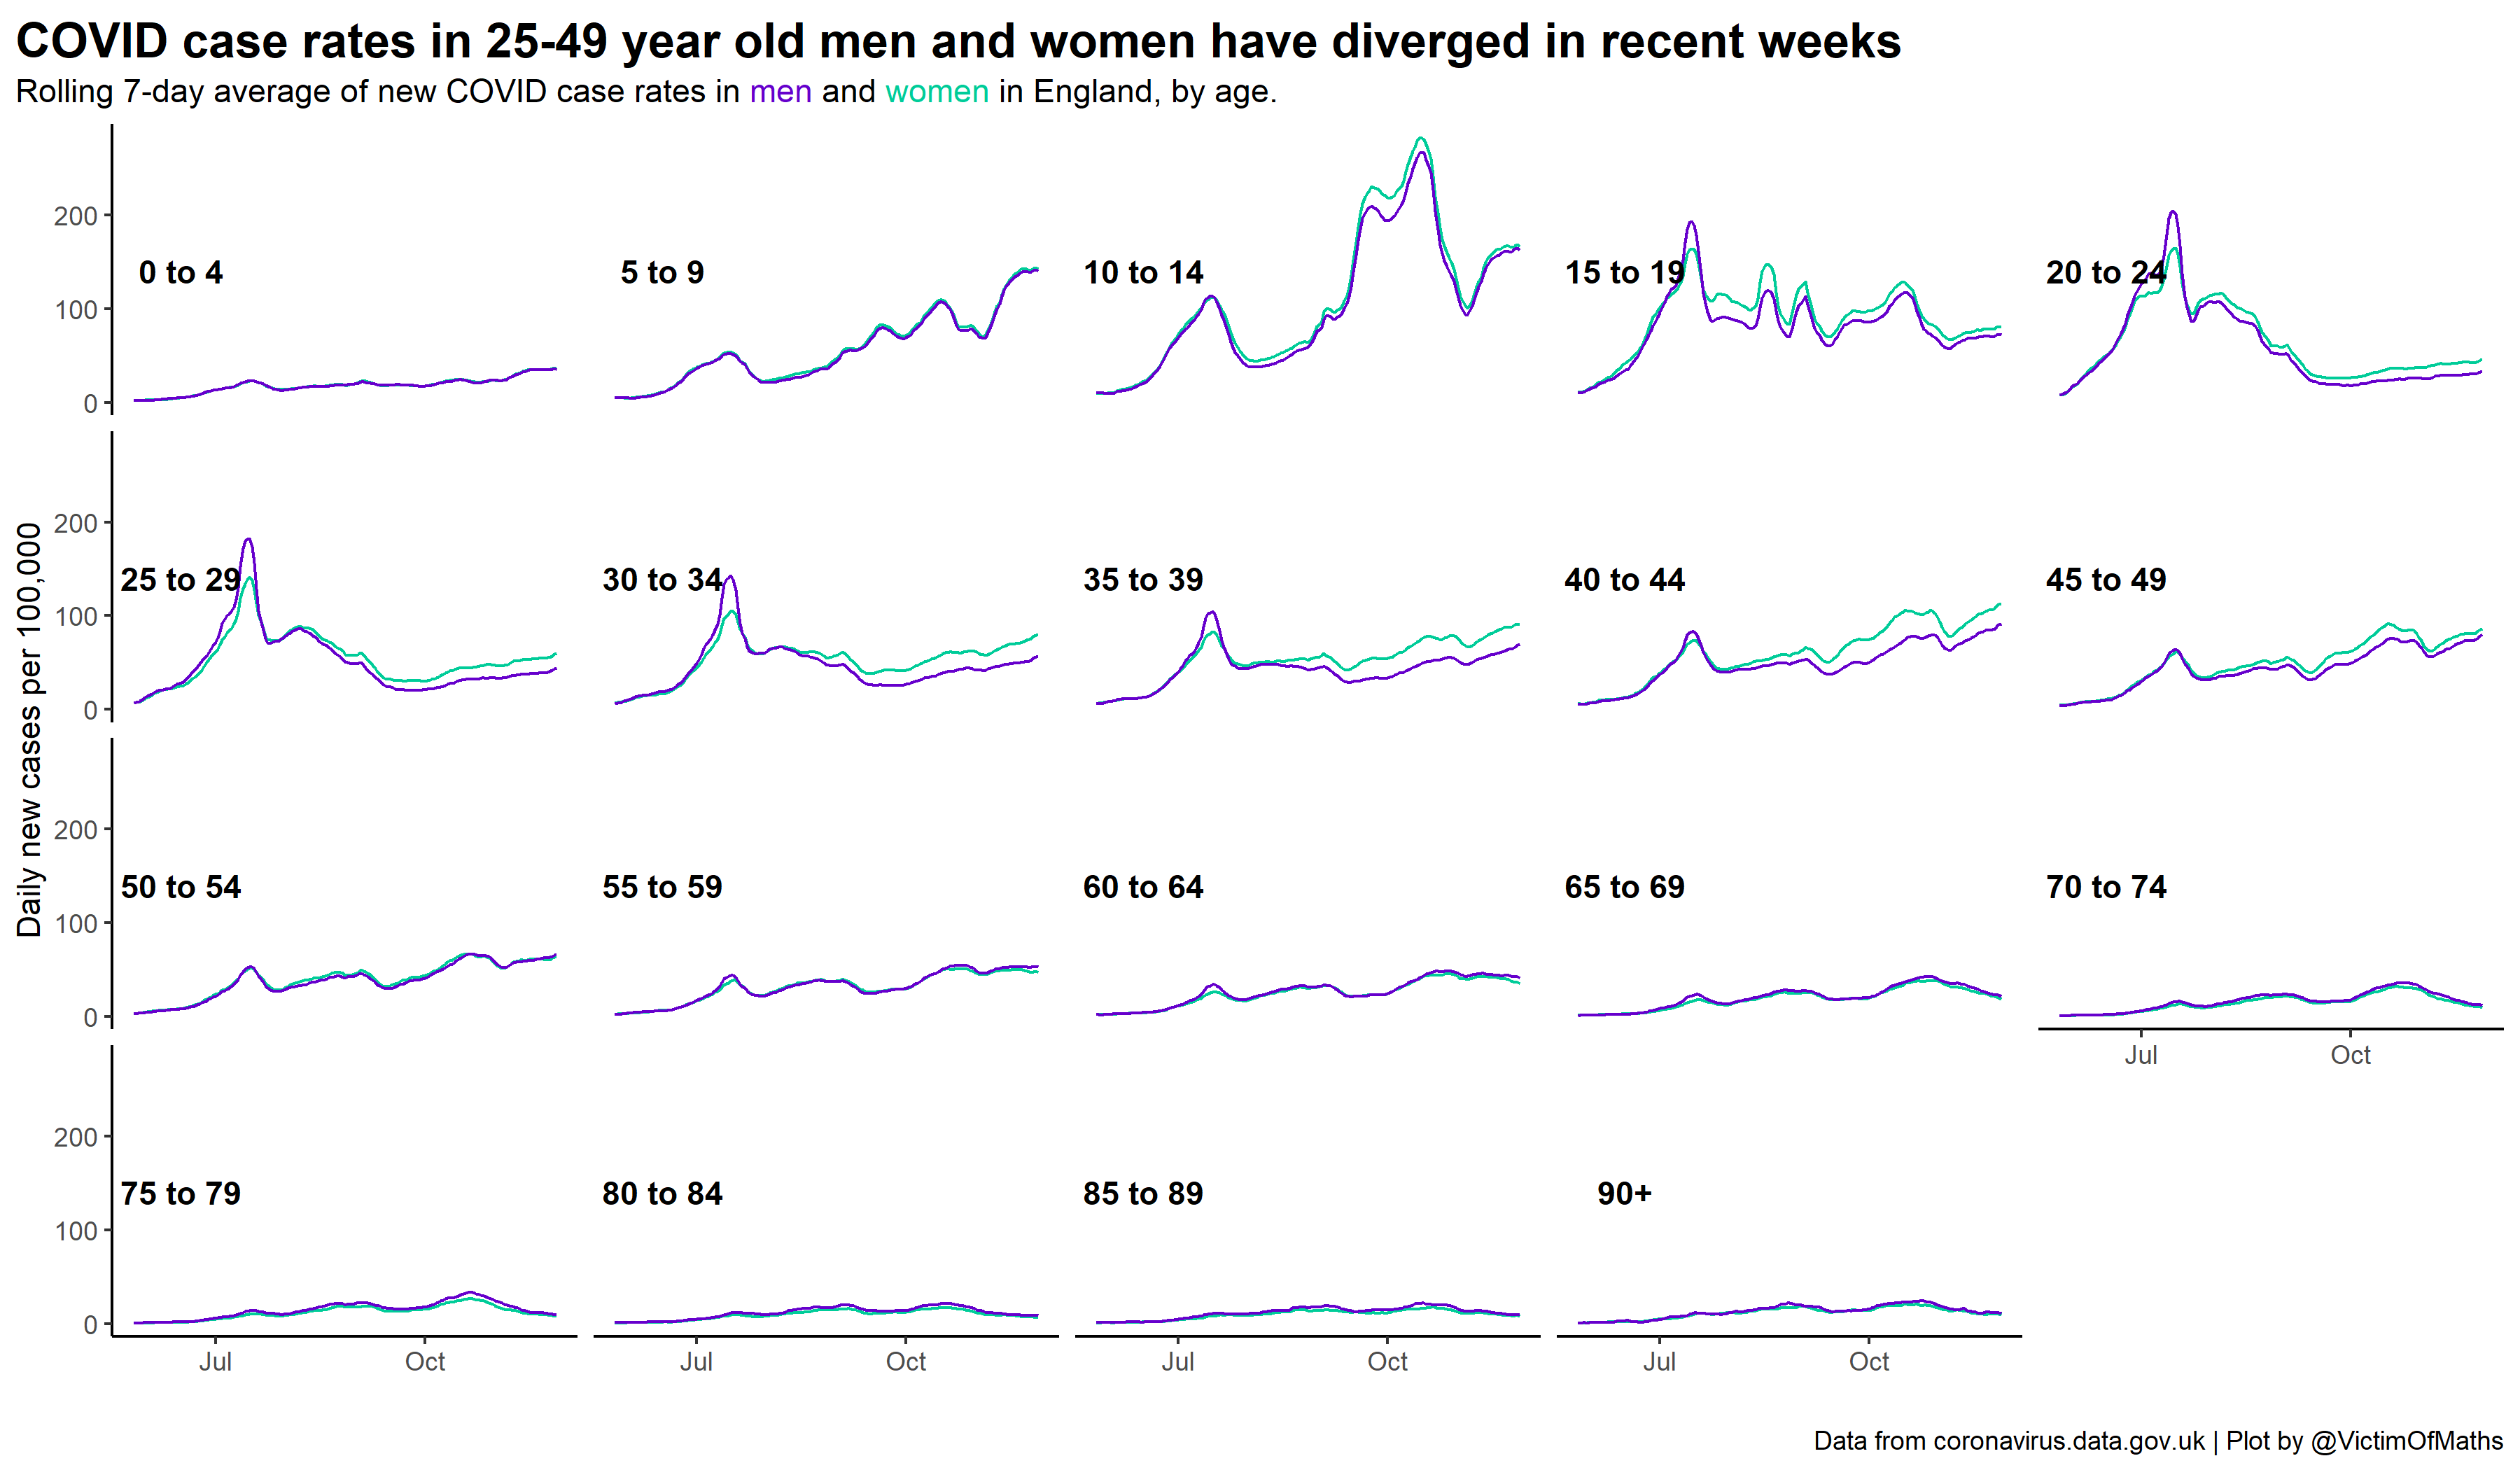 COVID case rates in 25-49 year old men and women have diverged in recent weeks
Rolling 7-day average of new COVID case rates in men and women in England, by age.
Daily new cases per 100,000
200
100
0
0 to 4
5 to 9
10 to 14
15 to 19
20 to 24
200
100
0
25 to 29
30 to 34
35 to 39
40 to 44
45 to 49
200
100
0
50 to 54
55 to 59
60 to 64
65 to 69
70 to 74
Jul
Oct
200
100
0
75 to 79
80 to 84
85 to 89
90+
Jul
Oct
Jul
Oct
Jul
Oct
Jul
Oct
Data from coronavirus.data.gov.uk | Plot by @VictimOfMaths